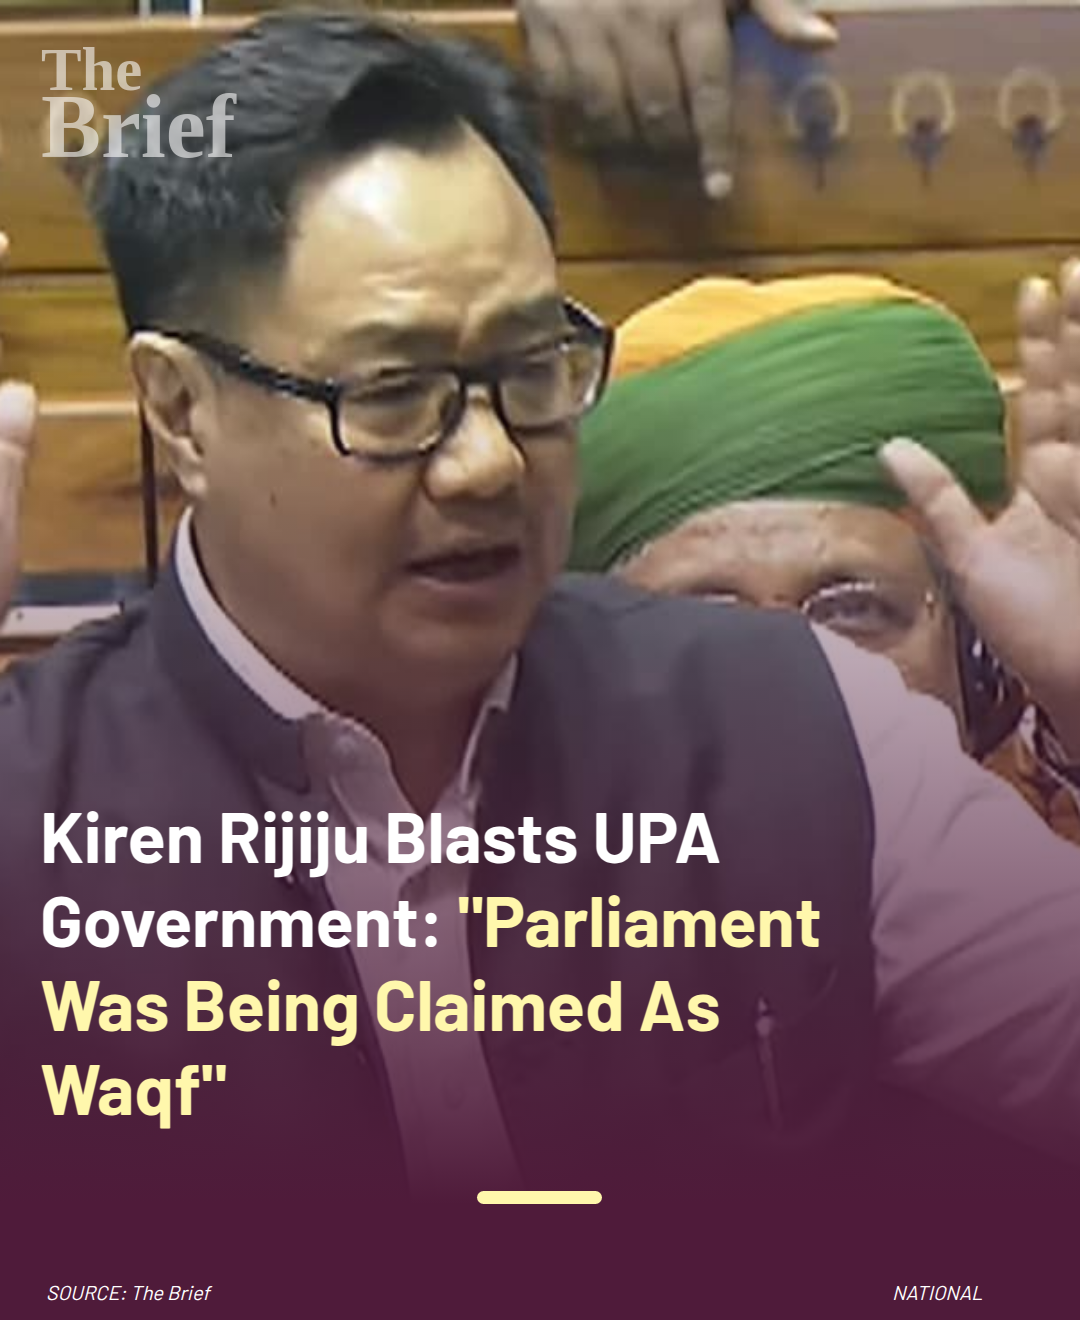 The
Brief
Kiren Rijiju Blasts UPA
Government: "Parliament
Was Being Claimed As
Waqf"
SOURCE: The Brief
NATIONAL